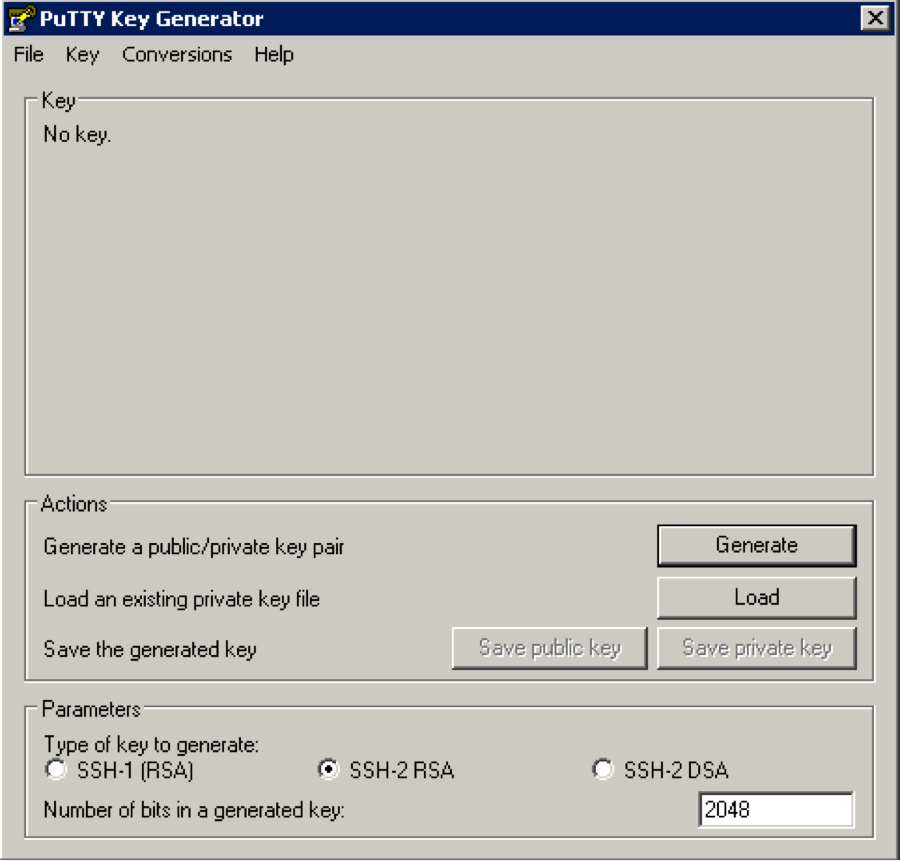 PuTTY Key Generator
File Key Conversions Help
Key
No key.
Actions
Generate a public/private key pair
Generate
Load an existing private key file
Load
Save the generated key
Save public key
Save private key
Parameters
Type of key to generate:
SSH-1 (RSA) SSH-2 RSA SSH-2 DSA
Number of bits in a generated key:
2048